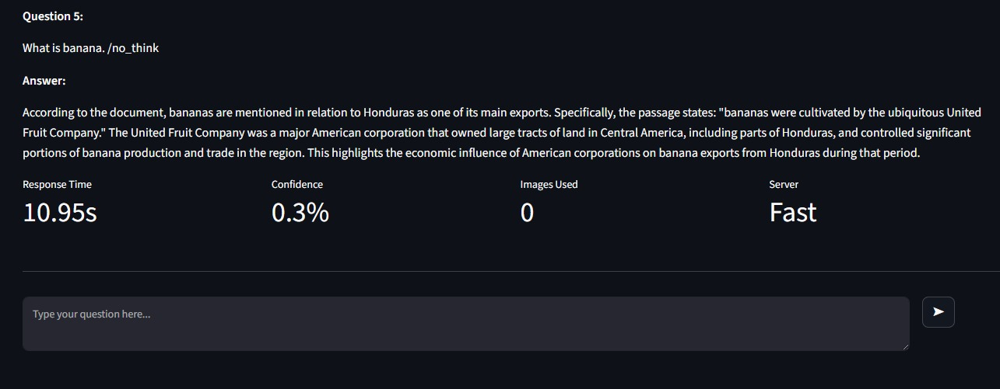 Question 5:
What is banana. /no_think
Answer:
According to the document, bananas are mentioned in relation to Honduras as one of its main exports. Specifically, the passage states: "bananas were cultivated by the ubiquitous United
Fruit Company." The United Fruit Company was a major American corporation that owned large tracts of land in Central America, including parts of Honduras, and controlled significant
portions of banana production and trade in the region. This highlights the economic influence of American corporations on banana exports from Honduras during that period.
Response Time Confidence Images Used Server
10.95s 0.3% 0 Fast
Type your question here...